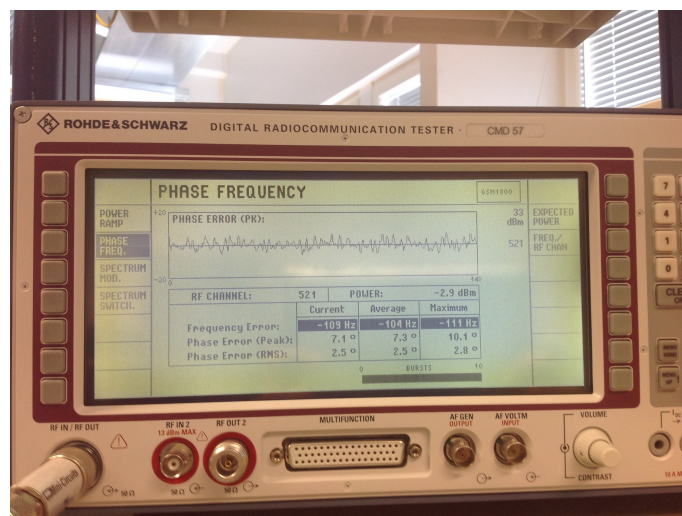 ROHDE&SCHWARZ
DIGITAL RADIOCOMMUNICATION TESTER · CMD 57
PHASE FREQUENCY
GSM1800
POWER
RAMP
PHASE
FREQ.
SPECTRUM
MOD.
SPECTRUM
SWITCH.
+20
PHASE ERROR (PK):
-20
0
140
33
dBm
521
EXPECTED
POWER
FREQ./
RF CHAN
RF CHANNEL: 521 POWER: -2.9 dBm
Current Average Maximum
Frequency Error: -109 Hz -104 Hz -111 Hz
Phase Error (Peak): 7.1 º 7.3 º 10.1 º
Phase Error (RMS): 2.5 º 2.5 º 2.8 º
0 BURSTS 10
7
4
1
0
RF IN / RF OUT
RF IN 2
13 dBm MAX
RF OUT 2
MULTIFUNCTION
AF GEN
OUTPUT
AF VOLTM
INPUT
VOLUME
CONTRAST
50 Ω
50 Ω
50 Ω
Mini-Circuits